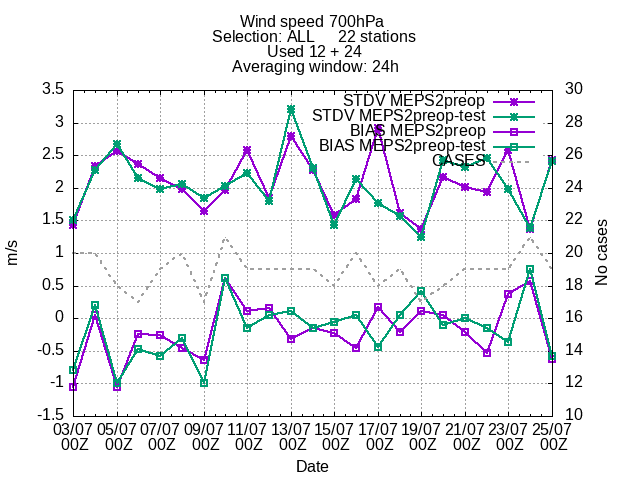 Wind speed 700hPa
Selection: ALL 22 stations
Used 12 + 24
Averaging window: 24h
3.5
3
2.5
2
1.5
1
0.5
0
-0.5
-1
-1.5
m/s
30
28
26
24
22
20
18
16
14
12
10
No cases
STDV MEPS2preop
STDV MEPS2preop-test
BIAS MEPS2preop
BIAS MEPS2preop-test
CASES
03/07 05/07 07/07 09/07 11/07 13/07 15/07 17/07 19/07 21/07 23/07 25/07
00Z 00Z 00Z 00Z 00Z 00Z 00Z 00Z 00Z 00Z 00Z 00Z
Date